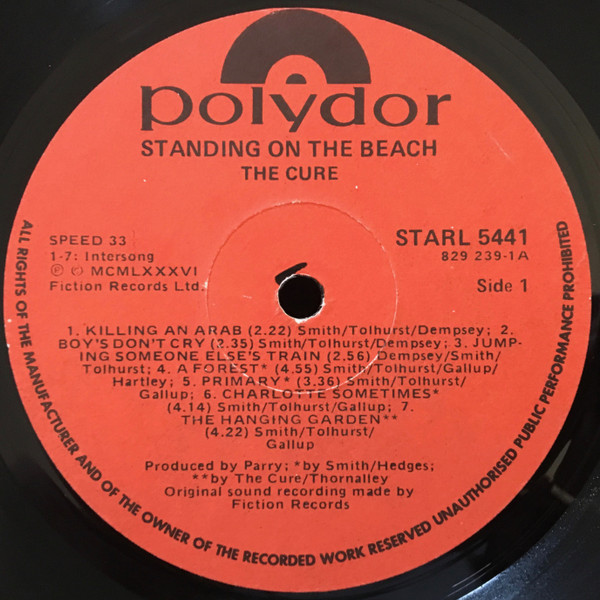 polydor
STANDING ON THE BEACH
THE CURE
SPEED 33
1-7: Intersong
℗ © MCMLXXXVI
Fiction Records Ltd.
STARL 5441
829 239-1A
Side 1
1. KILLING AN ARAB (2.22) Smith/Tolhurst/Dempsey; 2.
BOY'S DON'T CRY (2.35) Smith/Tolhurst/Dempsey; 3. JUMP-
ING SOMEONE ELSE'S TRAIN (2.56) Dempsey/Smith/
Tolhurst; 4. A FOREST* (4.55) Smith/Tolhurst/Gallup/
Hartley; 5. PRIMARY* (3.36) Smith/Tolhurst/
Gallup; 6. CHARLOTTE SOMETIMES*
(4.14) Smith/Tolhurst/Gallup; 7.
THE HANGING GARDEN**
(4.22) Smith/Tolhurst/
Gallup
Produced by Parry; *by Smith/Hedges;
**by The Cure/Thornalley
Original sound recording made by
Fiction Records
ALL RIGHTS OF THE MANUFACTURER AND OF THE OWNER OF THE RECORDED WORK RESERVED UNAUTHORISED PUBLIC PERFORMANCE PROHIBITED